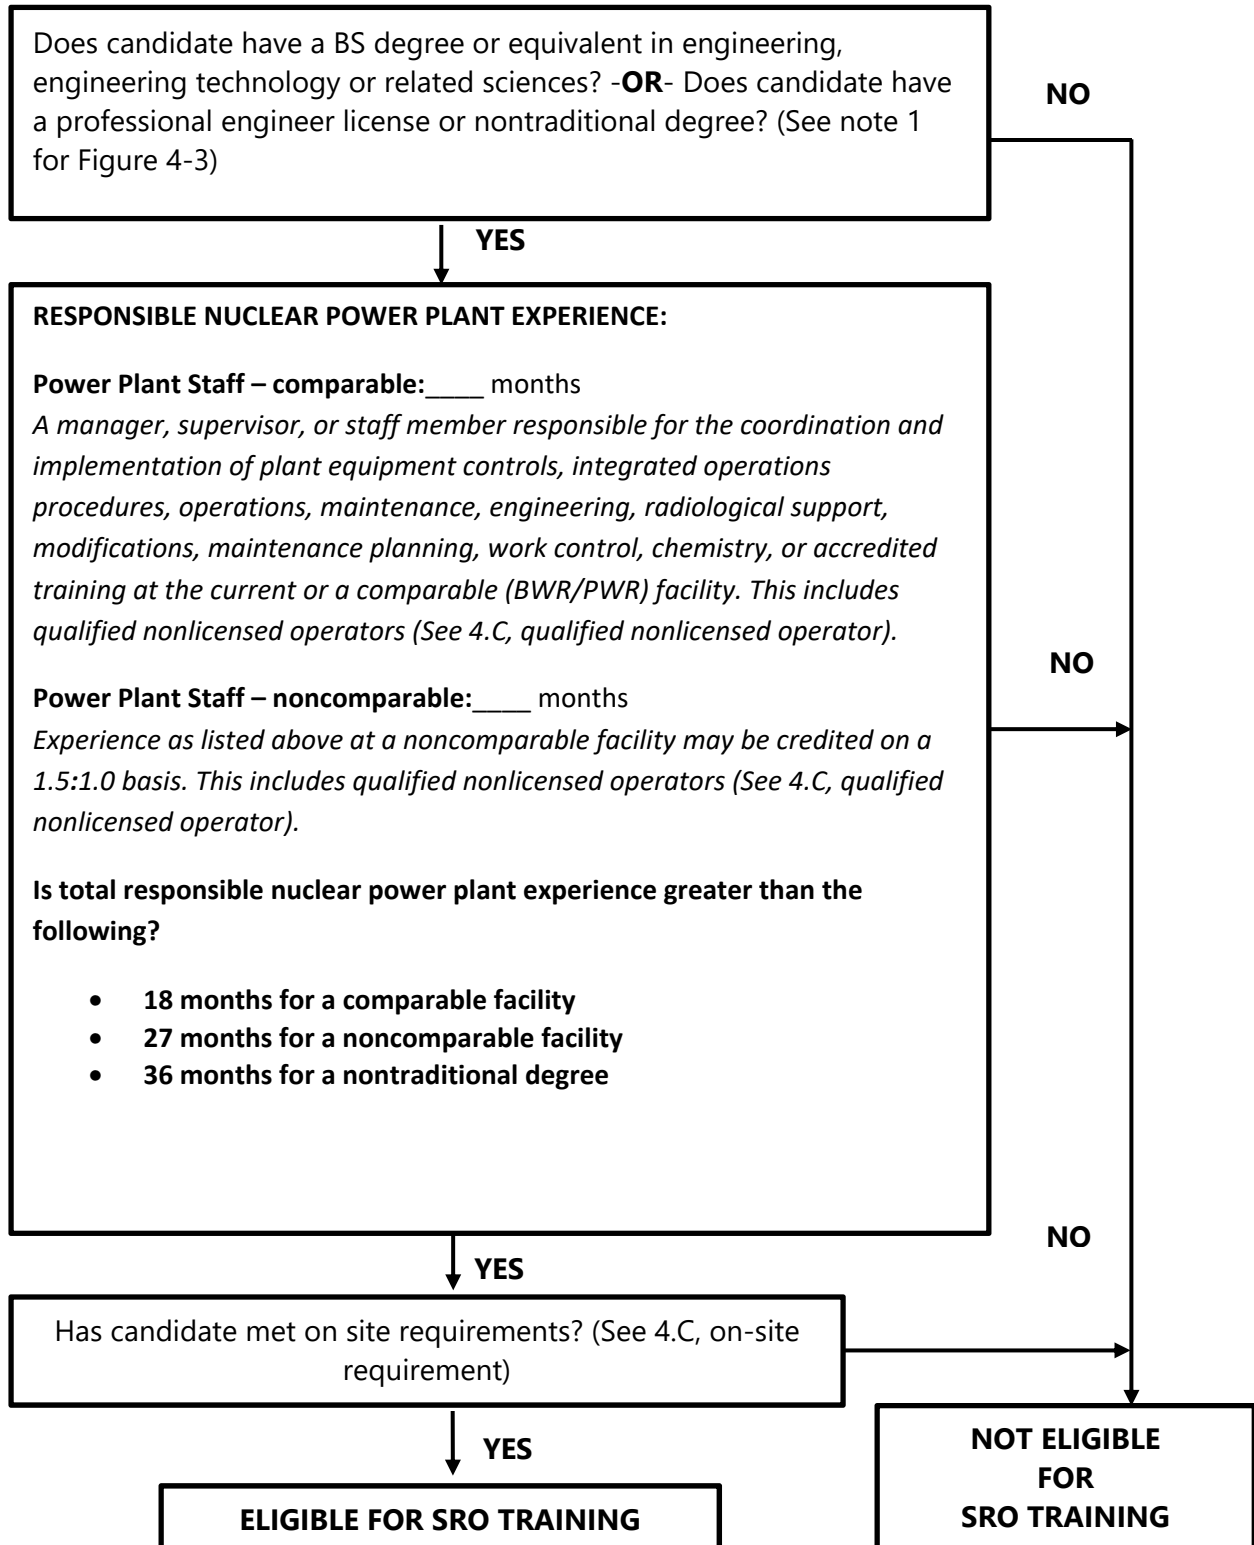 Does candidate have a BS degree or equivalent in engineering,
engineering technology or related sciences? -OR- Does candidate have
a professional engineer license or nontraditional degree? (See note 1
for Figure 4-3)
NO
YES
RESPONSIBLE NUCLEAR POWER PLANT EXPERIENCE:
Power Plant Staff – comparable:____ months
A manager, supervisor, or staff member responsible for the coordination and
implementation of plant equipment controls, integrated operations
procedures, operations, maintenance, engineering, radiological support,
modifications, maintenance planning, work control, chemistry, or accredited
training at the current or a comparable (BWR/PWR) facility. This includes
qualified nonlicensed operators (See 4.C, qualified nonlicensed operator).
NO
Power Plant Staff – noncomparable:____ months
Experience as listed above at a noncomparable facility may be credited on a
1.5:1.0 basis. This includes qualified nonlicensed operators (See 4.C, qualified
nonlicensed operator).
Is total responsible nuclear power plant experience greater than the
following?
• 18 months for a comparable facility
• 27 months for a noncomparable facility
• 36 months for a nontraditional degree
NO
YES
Has candidate met on site requirements? (See 4.C, on-site
requirement)
YES
ELIGIBLE FOR SRO TRAINING
NOT ELIGIBLE
FOR
SRO TRAINING